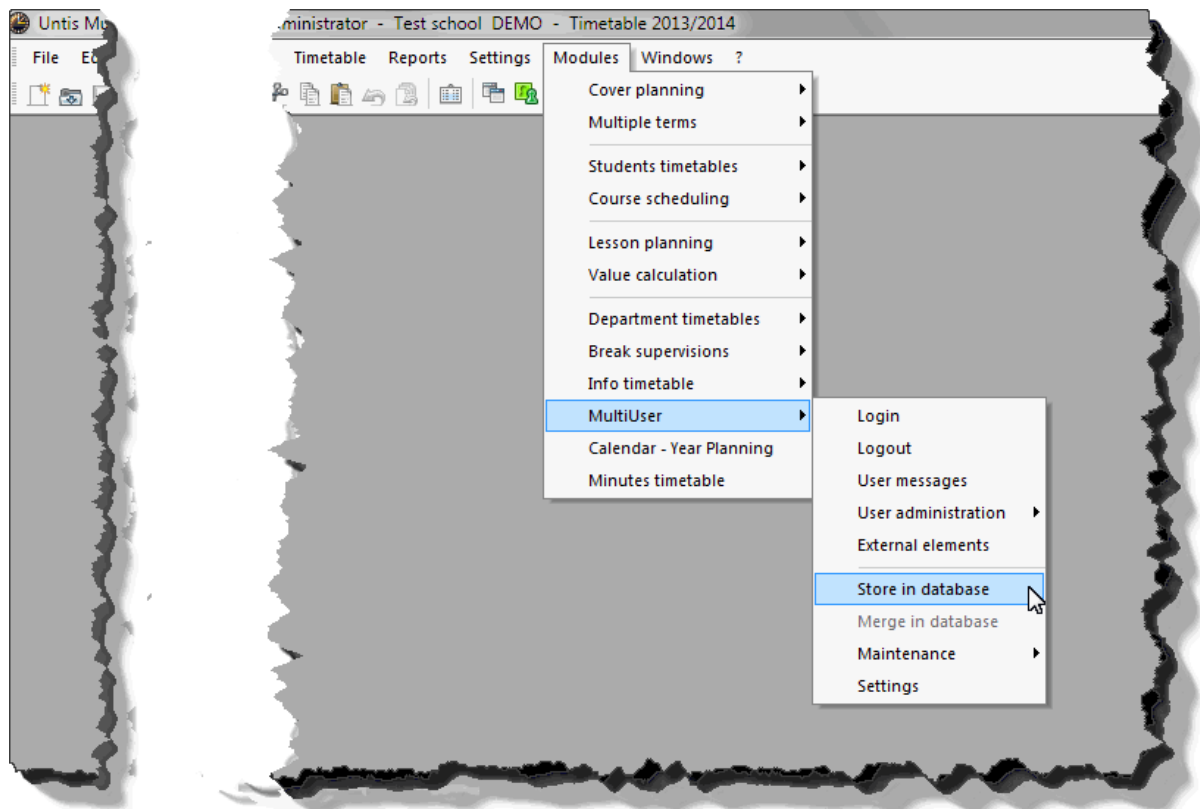 Untis Mu ministrator - Test school DEMO - Timetable 2013/2014
File Timetable Reports Settings Modules Windows ?
Cover planning
Multiple terms
Students timetables
Course scheduling
Lesson planning
Value calculation
Department timetables
Break supervisions
Info timetable
MultiUser
Calendar - Year Planning
Minutes timetable
Login
Logout
User messages
User administration
External elements
Store in database
Merge in database
Maintenance
Settings